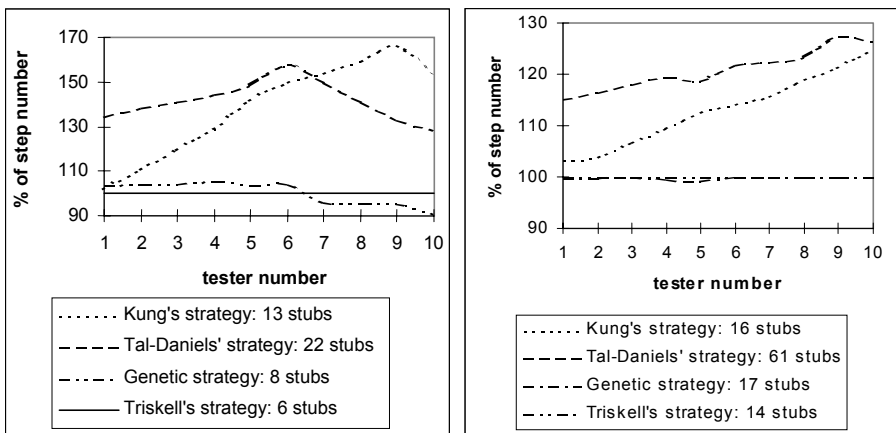 170
150
130
110
90
% of step number
1 2 3 4 5 6 7 8 9 10
tester number
Kung's strategy: 13 stubs
Tal-Daniels' strategy: 22 stubs
Genetic strategy: 8 stubs
Triskell's strategy: 6 stubs
130
120
110
100
90
% of step number
1 2 3 4 5 6 7 8 9 10
tester number
Kung's strategy: 16 stubs
Tal-Daniels' strategy: 61 stubs
Genetic strategy: 17 stubs
Triskell's strategy: 14 stubs